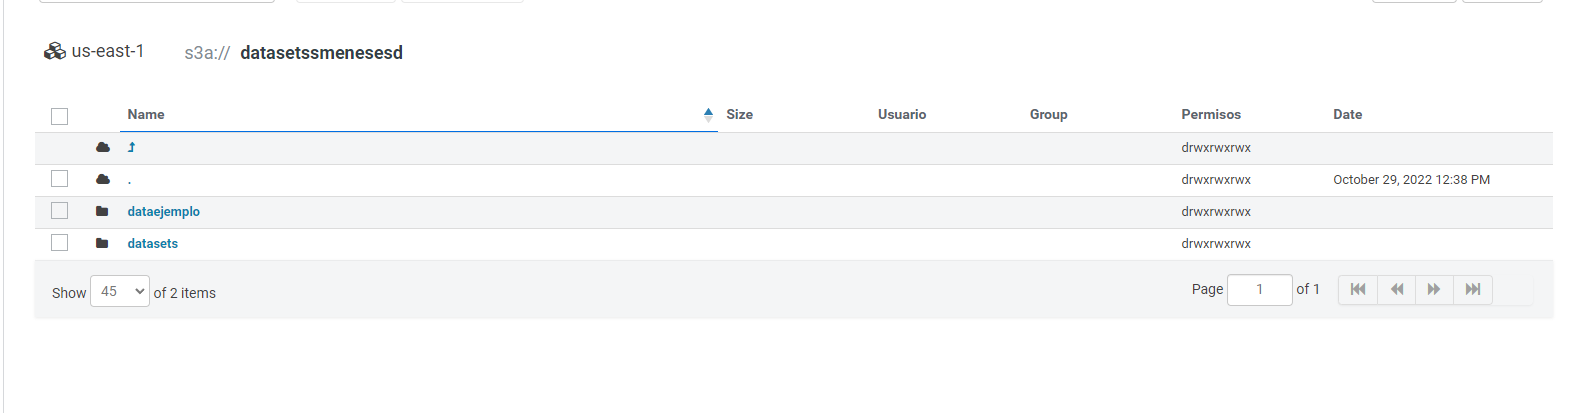 us-east-1 s3a:// datasetssmenesesd
Name Size Usuario Group Permisos Date
drwxrwxrwx
. drwxrwxrwx October 29, 2022 12:38 PM
dataejemplo drwxrwxrwx
datasets drwxrwxrwx
Show 45 of 2 items Page 1 of 1